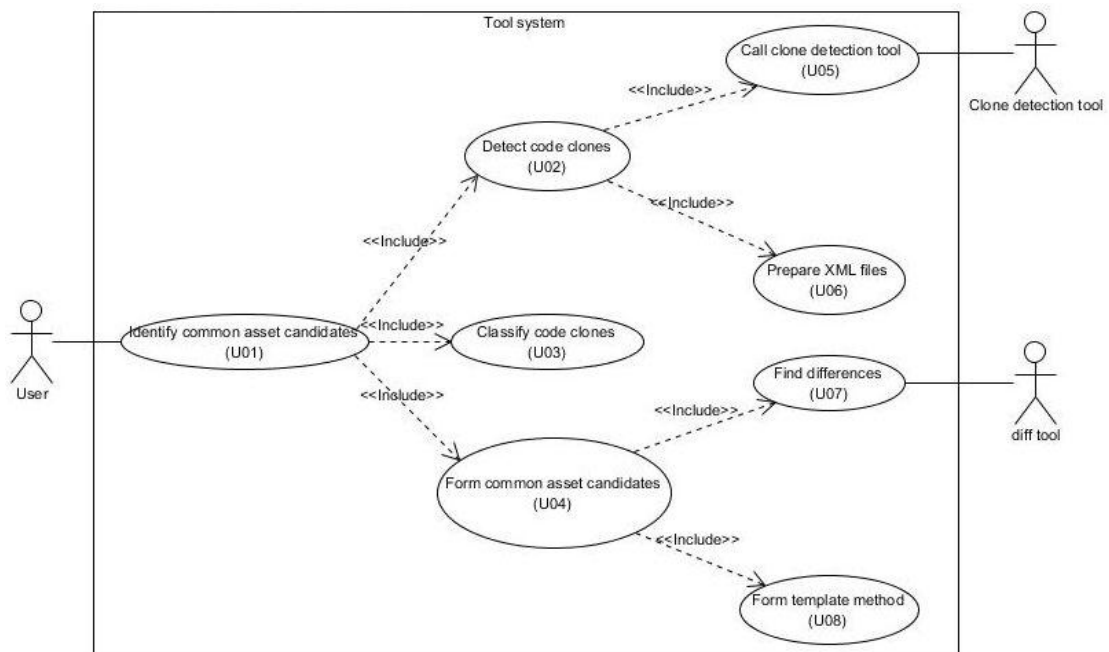 Tool system
Call clone detection tool
(U05)
Clone detection tool
<<Include>>
Detect code clones
(U02)
<<Include>>
<<Include>>
Prepare XML files
(U06)
User
Identify common asset candidates
(U01)
<<Include>>
Classify code clones
(U03)
<<Include>>
Find differences
(U07)
diff tool
<<Include>>
Form common asset candidates
(U04)
<<Include>>
Form template method
(U08)